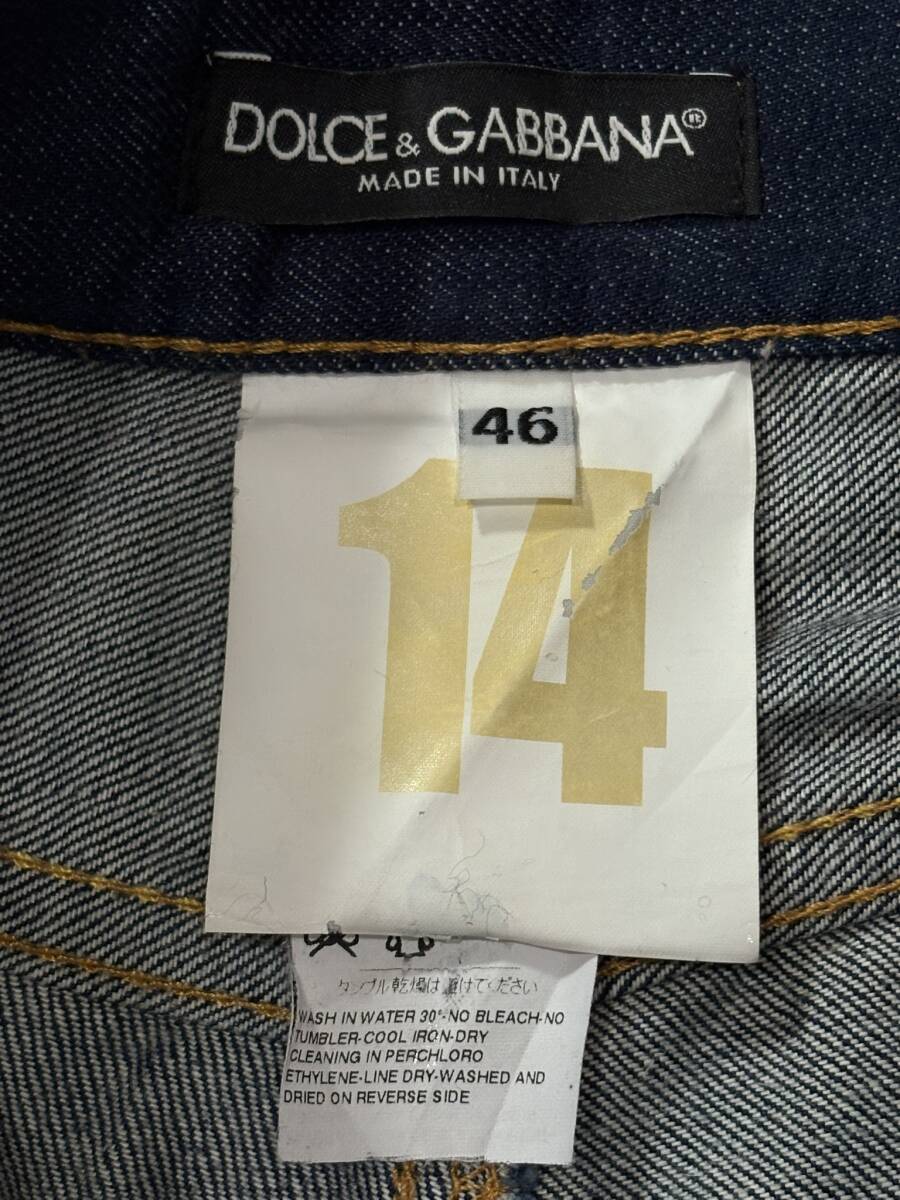 DOLCE & GABBANA®
MADE IN ITALY
46
14
タンブル乾燥は避けてください
WASH IN WATER 30°-NO BLEACH-NO
TUMBLER-COOL IRON-DRY
CLEANING IN PERCHLORO
ETHYLENE-LINE DRY-WASHED AND
DRIED ON REVERSE SIDE